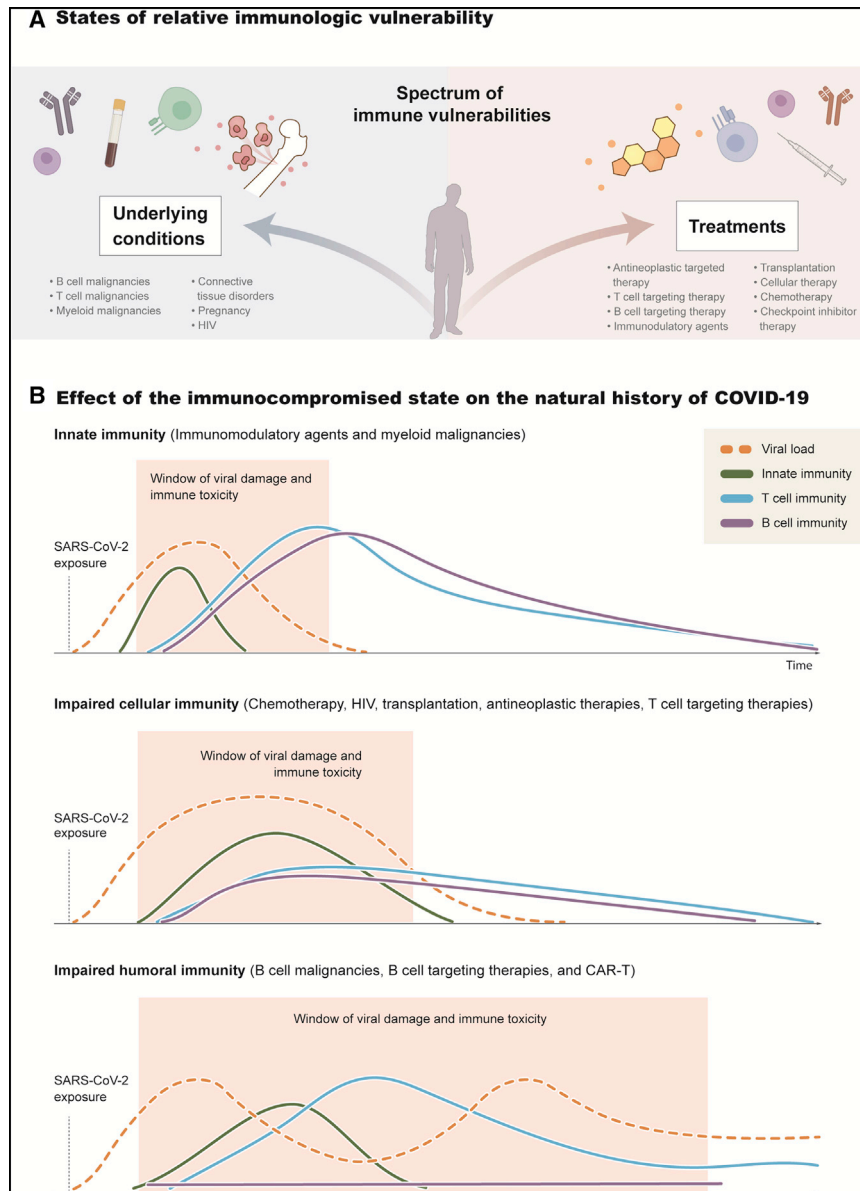 A States of relative immunologic vulnerability
Spectrum of
immune vulnerabilities
Underlying
conditions
• B cell malignancies
• T cell malignancies
• Myeloid malignancies
• Connective
tissue disorders
• Pregnancy
• HIV
Treatments
• Antineoplastic targeted
therapy
• T cell targeting therapy
• B cell targeting therapy
• Immunodulatory agents
• Transplantation
• Cellular therapy
• Chemotherapy
• Checkpoint inhibitor
therapy
B Effect of the immunocompromised state on the natural history of COVID-19
Innate immunity (Immunomodulatory agents and myeloid malignancies)
Viral load
Innate immunity
T cell immunity
B cell immunity
Window of viral damage and
immune toxicity
SARS-CoV-2
exposure
Time
Impaired cellular immunity (Chemotherapy, HIV, transplantation, antineoplastic therapies, T cell targeting therapies)
Window of viral damage and
immune toxicity
SARS-CoV-2
exposure
Impaired humoral immunity (B cell malignancies, B cell targeting therapies, and CAR-T)
Window of viral damage and immune toxicity
SARS-CoV-2
exposure